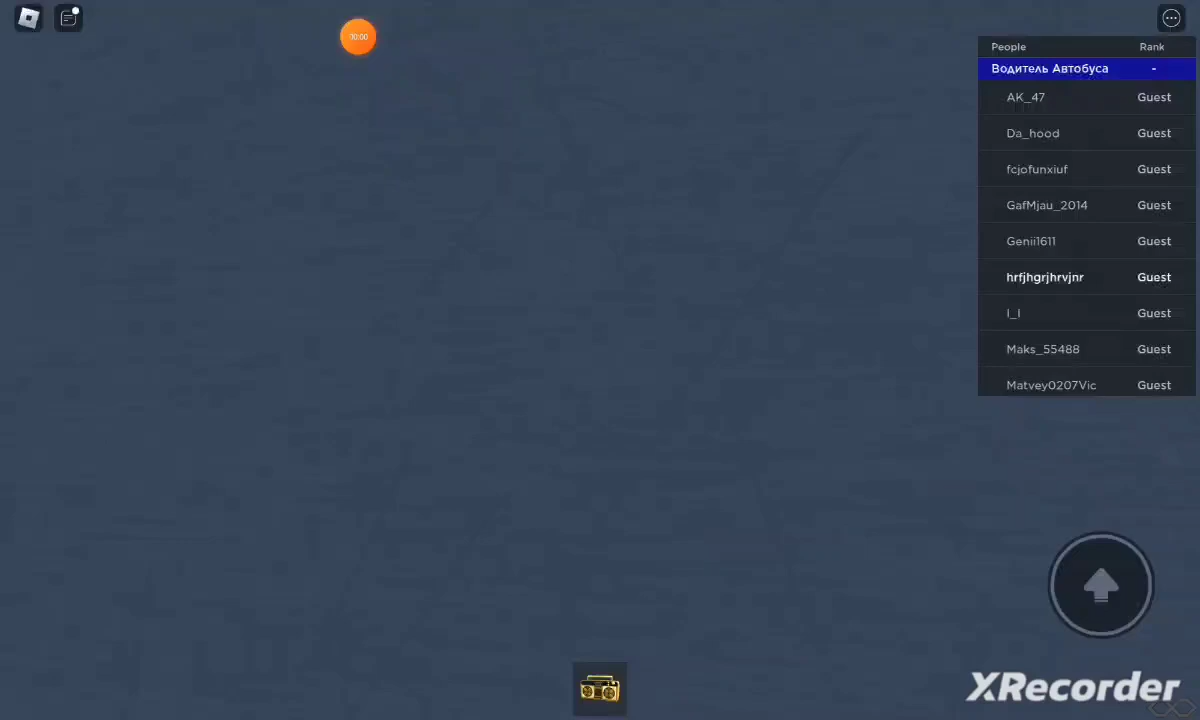 00:00
People Rank
Водитель Автобуса -
AK_47 Guest
Da_hood Guest
fcjofunxiuf Guest
GafMjau_2014 Guest
Genii1611 Guest
hrfjhgrjhrvjnr Guest
I_I Guest
Maks_55488 Guest
Matvey0207Vic Guest
XRecorder